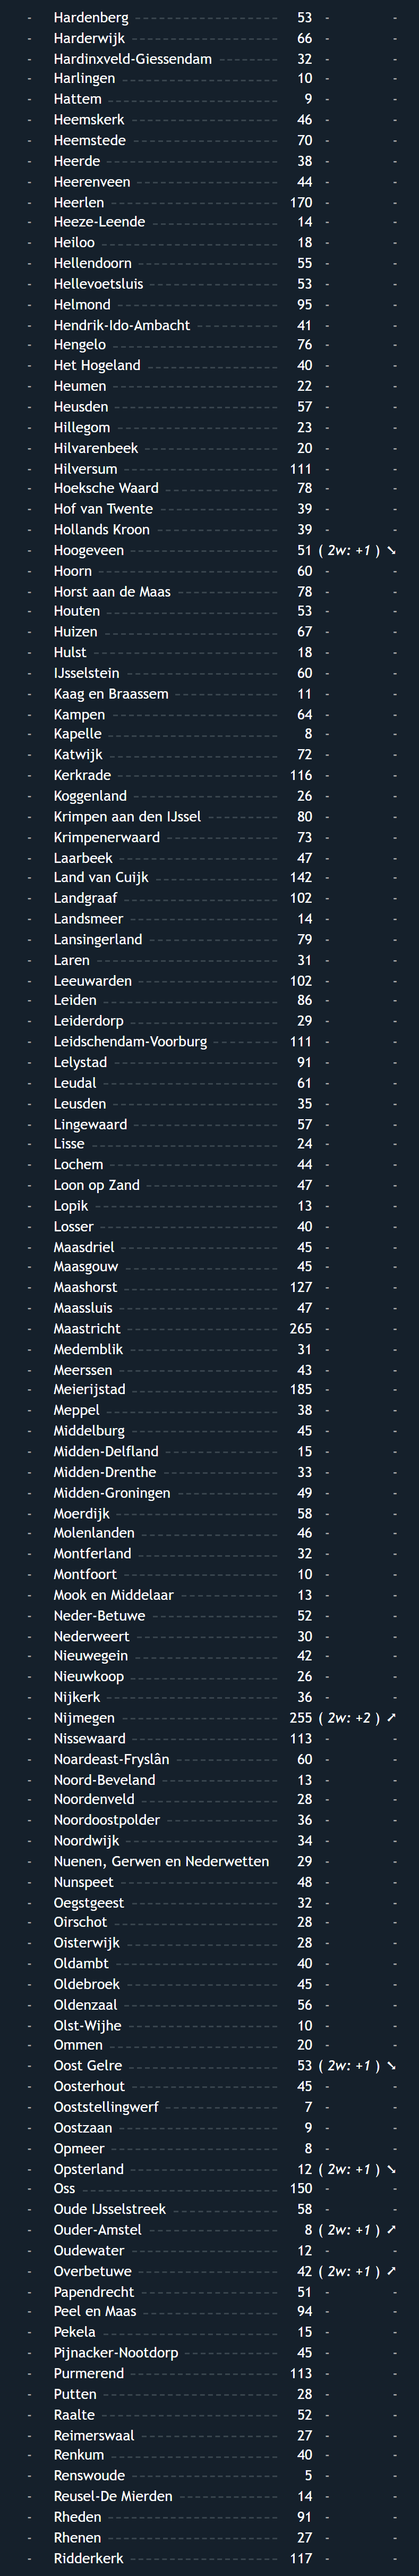 - Hardenberg 53 - -
- Harderwijk 66 - -
- Hardinxveld-Giessendam 32 - -
- Harlingen 10 - -
- Hattem 9 - -
- Heemskerk 46 - -
- Heemstede 70 - -
- Heerde 38 - -
- Heerenveen 44 - -
- Heerlen 170 - -
- Heeze-Leende 14 - -
- Heiloo 18 - -
- Hellendoorn 55 - -
- Hellevoetsluis 53 - -
- Helmond 95 - -
- Hendrik-Ido-Ambacht 41 - -
- Hengelo 76 - -
- Het Hogeland 40 - -
- Heumen 22 - -
- Heusden 57 - -
- Hillegom 23 - -
- Hilvarenbeek 20 - -
- Hilversum 111 - -
- Hoeksche Waard 78 - -
- Hof van Twente 39 - -
- Hollands Kroon 39 - -
- Hoogeveen 51 ( 2w: +1 ) ↘
- Hoorn 60 - -
- Horst aan de Maas 78 - -
- Houten 53 - -
- Huizen 67 - -
- Hulst 18 - -
- IJsselstein 60 - -
- Kaag en Braassem 11 - -
- Kampen 64 - -
- Kapelle 8 - -
- Katwijk 72 - -
- Kerkrade 116 - -
- Koggenland 26 - -
- Krimpen aan den IJssel 80 - -
- Krimpenerwaard 73 - -
- Laarbeek 47 - -
- Land van Cuijk 142 - -
- Landgraaf 102 - -
- Landsmeer 14 - -
- Lansingerland 79 - -
- Laren 31 - -
- Leeuwarden 102 - -
- Leiden 86 - -
- Leiderdorp 29 - -
- Leidschendam-Voorburg 111 - -
- Lelystad 91 - -
- Leudal 61 - -
- Leusden 35 - -
- Lingewaard 57 - -
- Lisse 24 - -
- Lochem 44 - -
- Loon op Zand 47 - -
- Lopik 13 - -
- Losser 40 - -
- Maasdriel 45 - -
- Maasgouw 45 - -
- Maashorst 127 - -
- Maassluis 47 - -
- Maastricht 265 - -
- Medemblik 31 - -
- Meerssen 43 - -
- Meierijstad 185 - -
- Meppel 38 - -
- Middelburg 45 - -
- Midden-Delfland 15 - -
- Midden-Drenthe 33 - -
- Midden-Groningen 49 - -
- Moerdijk 58 - -
- Molenlanden 46 - -
- Montferland 32 - -
- Montfoort 10 - -
- Mook en Middelaar 13 - -
- Neder-Betuwe 52 - -
- Nederweert 30 - -
- Nieuwegein 42 - -
- Nieuwkoop 26 - -
- Nijkerk 36 - -
- Nijmegen 255 ( 2w: +2 ) ↗
- Nissewaard 113 - -
- Noardeast-Fryslân 60 - -
- Noord-Beveland 13 - -
- Noordenveld 28 - -
- Noordoostpolder 36 - -
- Noordwijk 34 - -
- Nuenen, Gerwen en Nederwetten 29 - -
- Nunspeet 48 - -
- Oegstgeest 32 - -
- Oirschot 28 - -
- Oisterwijk 28 - -
- Oldambt 40 - -
- Oldebroek 45 - -
- Oldenzaal 56 - -
- Olst-Wijhe 10 - -
- Ommen 20 - -
- Oost Gelre 53 ( 2w: +1 ) ↘
- Oosterhout 45 - -
- Ooststellingwerf 7 - -
- Oostzaan 9 - -
- Opmeer 8 - -
- Opsterland 12 ( 2w: +1 ) ↘
- Oss 150 - -
- Oude IJsselstreek 58 - -
- Ouder-Amstel 8 ( 2w: +1 ) ↗
- Oudewater 12 - -
- Overbetuwe 42 ( 2w: +1 ) ↗
- Papendrecht 51 - -
- Peel en Maas 94 - -
- Pekela 15 - -
- Pijnacker-Nootdorp 45 - -
- Purmerend 113 - -
- Putten 28 - -
- Raalte 52 - -
- Reimerswaal 27 - -
- Renkum 40 - -
- Renswoude 5 - -
- Reusel-De Mierden 14 - -
- Rheden 91 - -
- Rhenen 27 - -
- Ridderkerk 117 - -